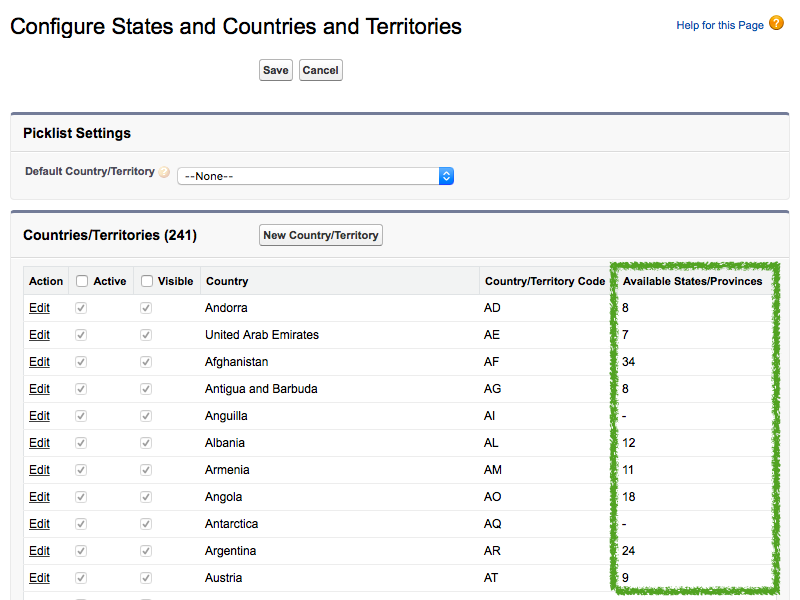 Configure States and Countries and Territories
Help for this Page ?
Save Cancel
Picklist Settings
Default Country/Territory ? --None--
Countries/Territories (241) New Country/Territory
Action Active Visible Country Country/Territory Code Available States/Provinces
Edit Andorra AD 8
Edit United Arab Emirates AE 7
Edit Afghanistan AF 34
Edit Antigua and Barbuda AG 8
Edit Anguilla AI -
Edit Albania AL 12
Edit Armenia AM 11
Edit Angola AO 18
Edit Antarctica AQ -
Edit Argentina AR 24
Edit Austria AT 9